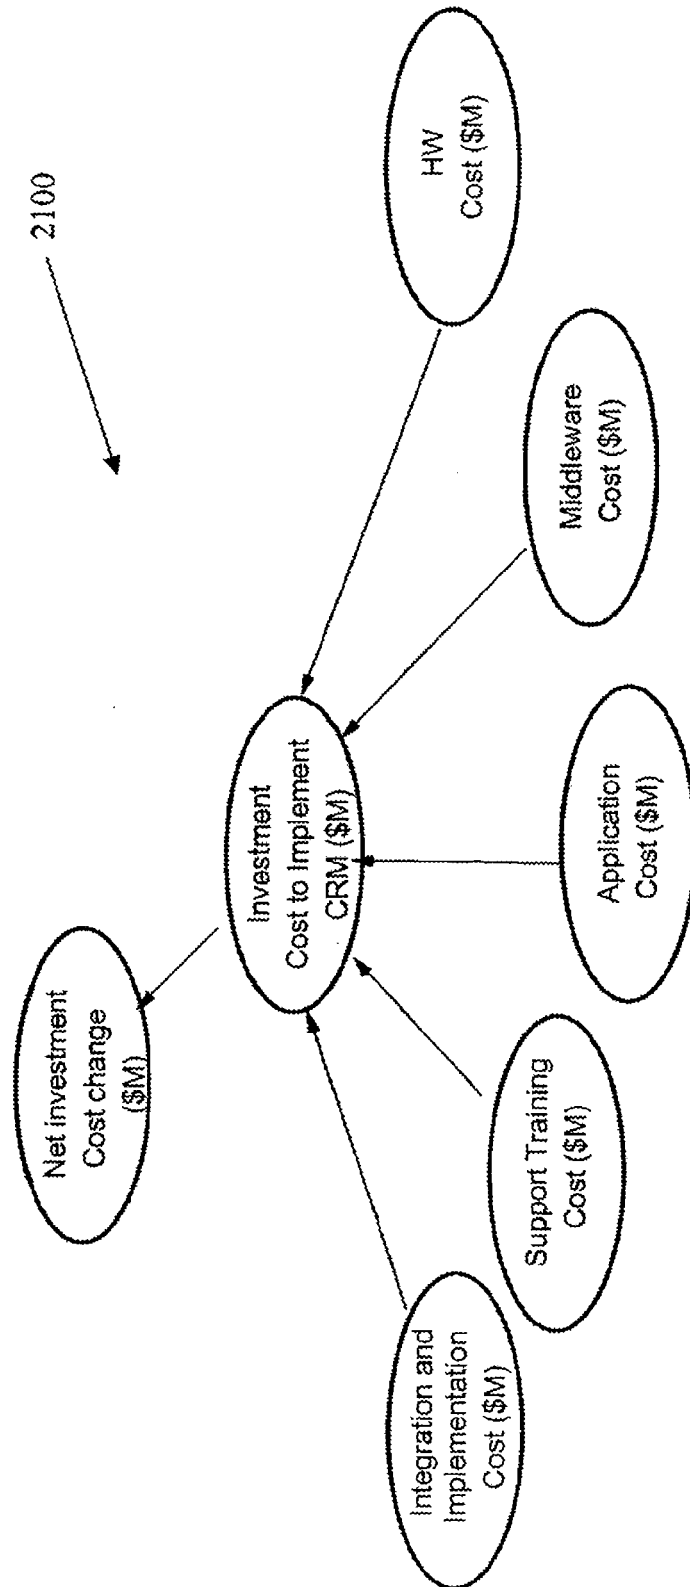 2100
Net investment
Cost change
($M)
Investment
Cost to Implement
CRM ($M)
Integration and
Implementation
Cost ($M)
Support Training
Cost ($M)
Application
Cost ($M)
Middleware
Cost ($M)
HW
Cost ($M)